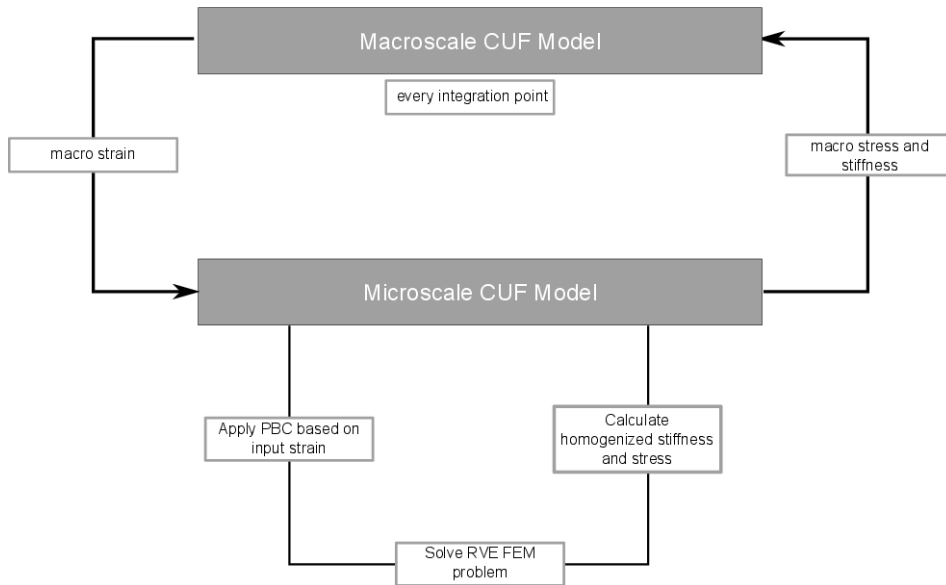 Macroscale CUF Model
every integration point
macro strain
macro stress and
stiffness
Microscale CUF Model
Apply PBC based on
input strain
Calculate
homogenized stiffness
and stress
Solve RVE FEM
problem